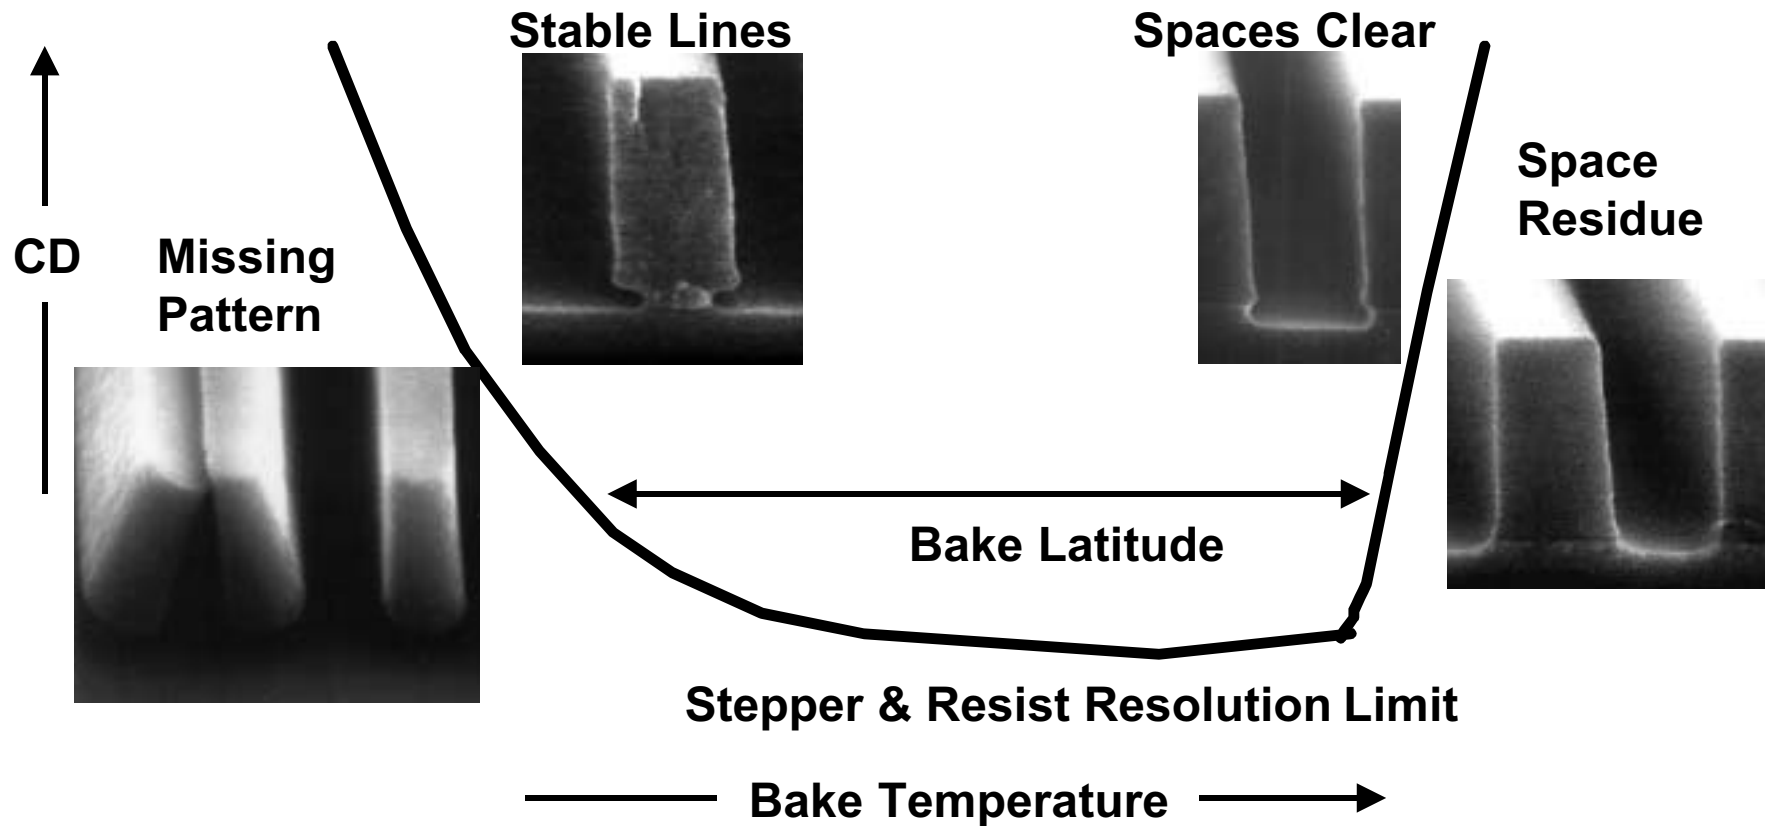 Stable Lines
Spaces Clear
Space
Residue
CD
Missing
Pattern
Bake Latitude
Stepper & Resist Resolution Limit
Bake Temperature